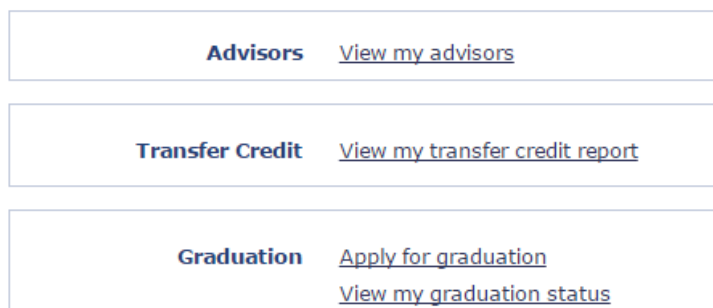 Advisors View my advisors
Transfer Credit View my transfer credit report
Graduation Apply for graduation
View my graduation status